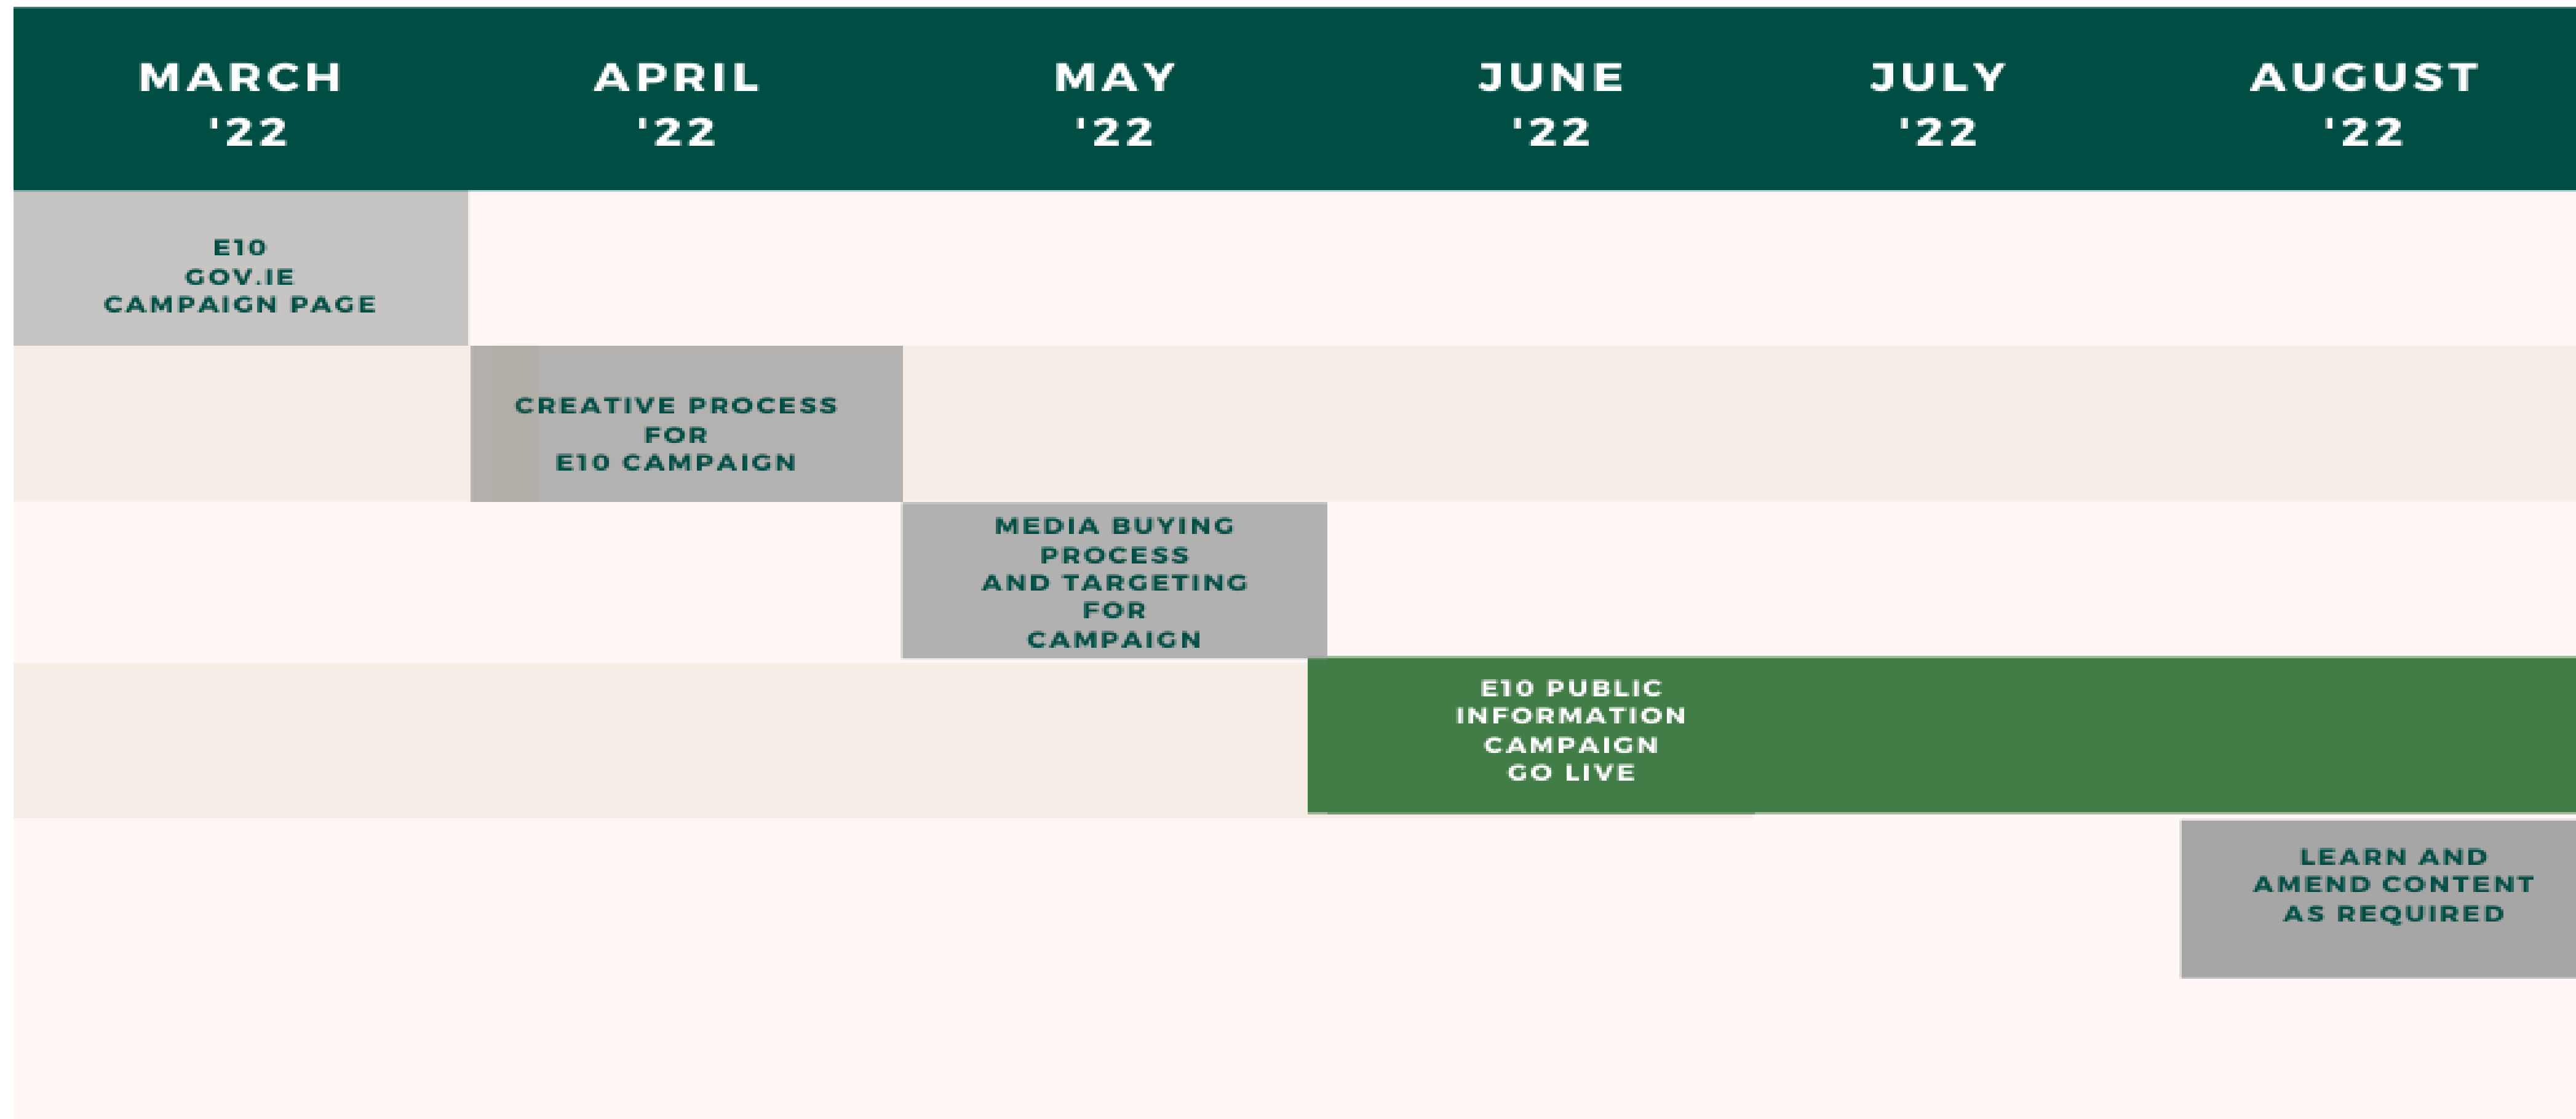 MARCH
'22
APRIL
'22
MAY
'22
JUNE
'22
JULY
'22
AUGUST
'22
E10
GOV.IE
CAMPAIGN PAGE
CREATIVE PROCESS
FOR
E10 CAMPAIGN
MEDIA BUYING
PROCESS
AND TARGETING
FOR
CAMPAIGN
E10 PUBLIC
INFORMATION
CAMPAIGN
GO LIVE
LEARN AND
AMEND CONTENT
AS REQUIRED